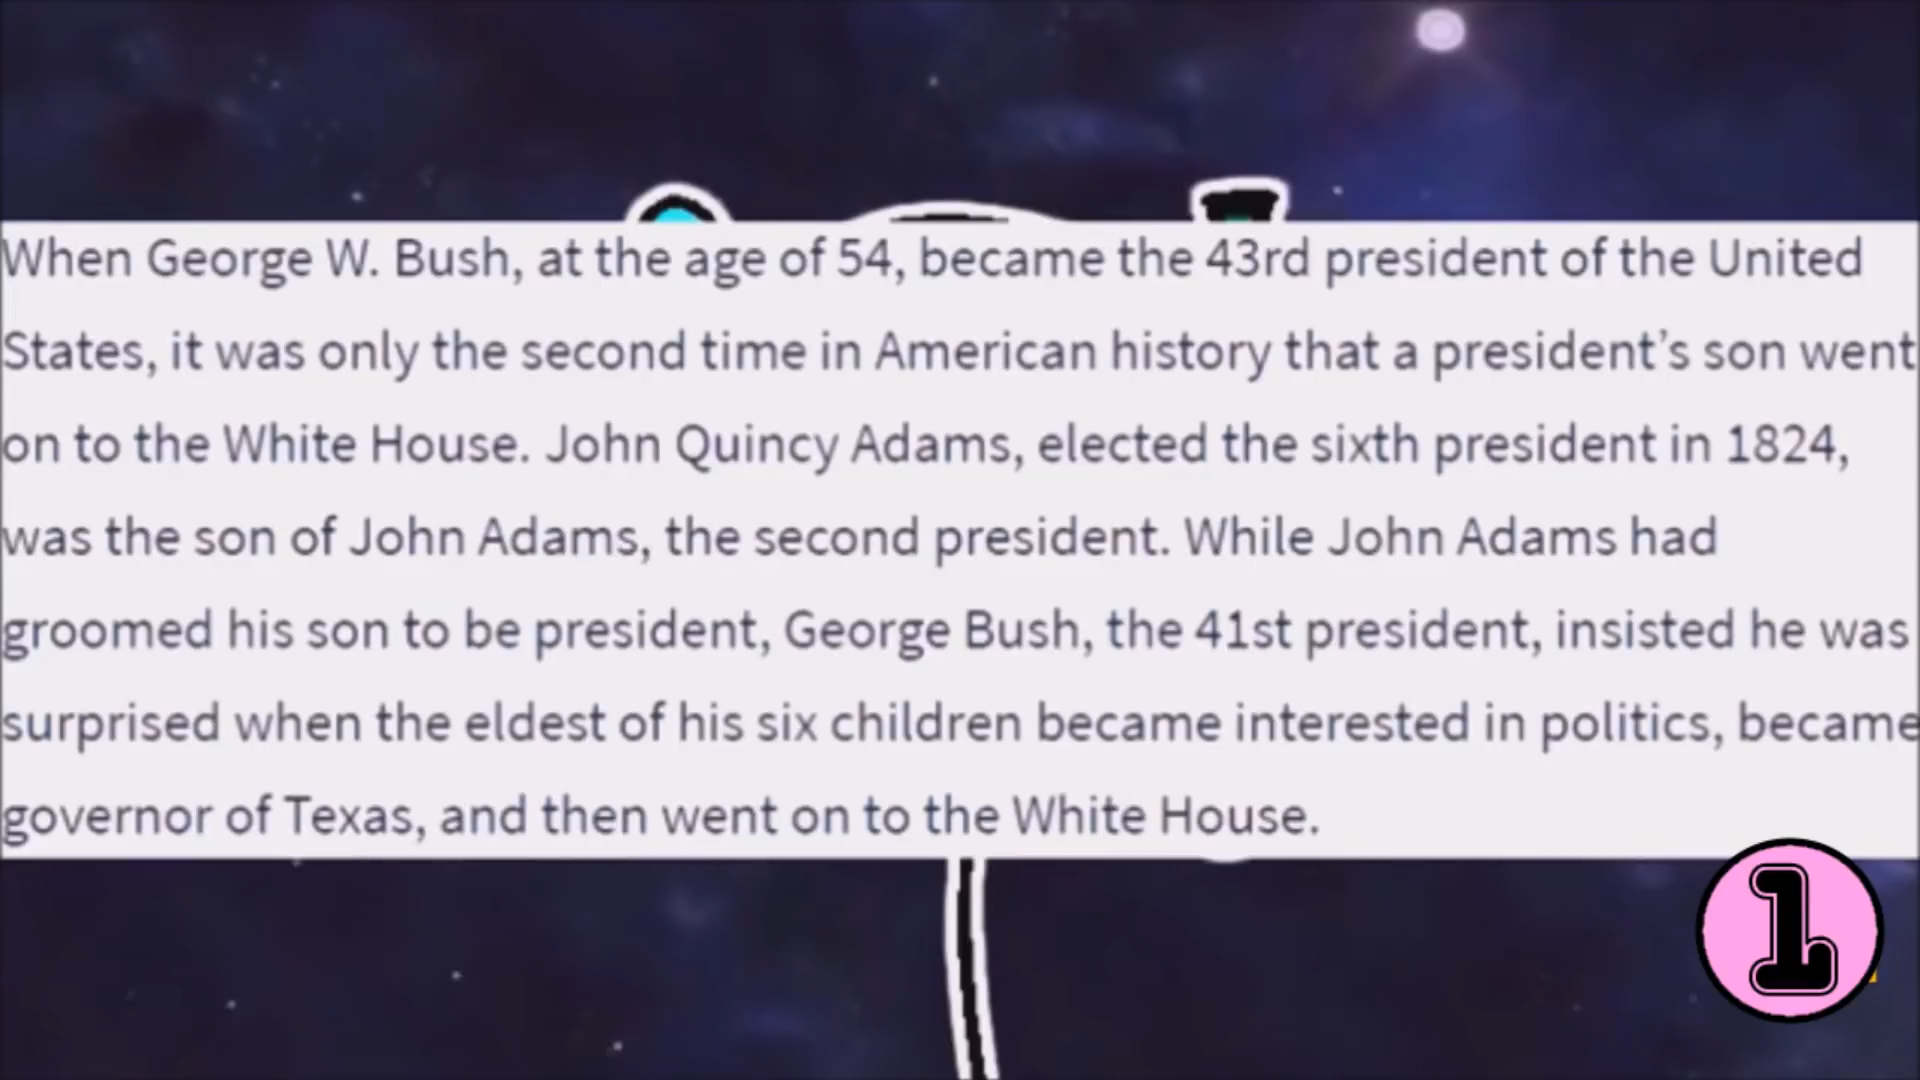 When George W. Bush, at the age of 54, became the 43rd president of the United
States, it was only the second time in American history that a president’s son went
on to the White House. John Quincy Adams, elected the sixth president in 1824,
was the son of John Adams, the second president. While John Adams had
groomed his son to be president, George Bush, the 41st president, insisted he was
surprised when the eldest of his six children became interested in politics, became
governor of Texas, and then went on to the White House.
1